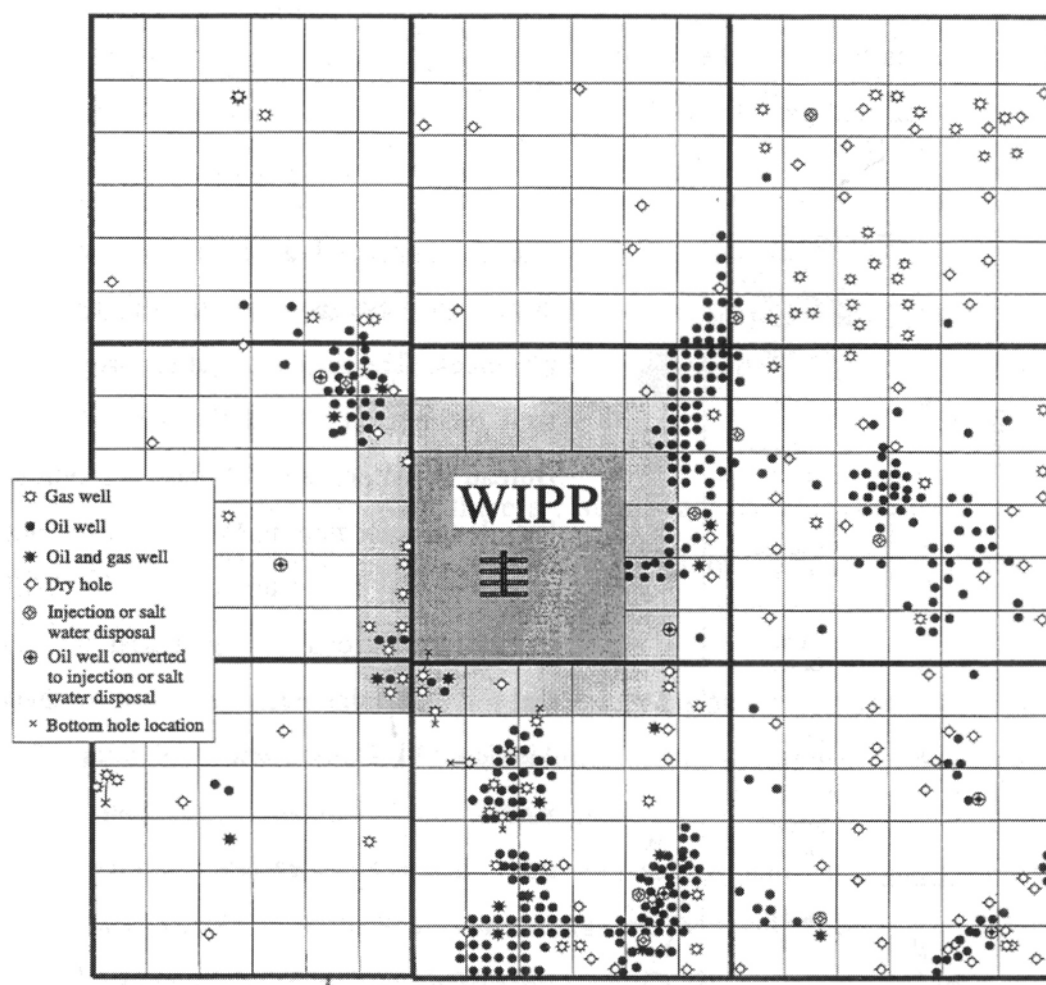 WIPP
Gas well
Oil well
Oil and gas well
Dry hole
Injection or salt
water disposal
Oil well converted
to injection or salt
water disposal
Bottom hole location